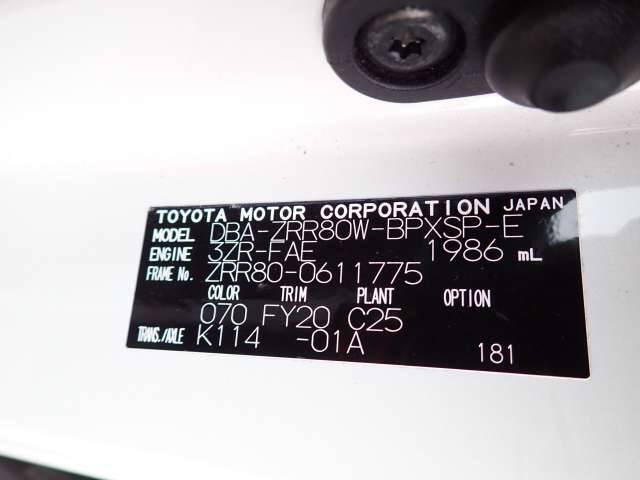 TOYOTA MOTOR CORPORATION JAPAN
MODEL DBA-ZRR80W-BPXSP-E
ENGINE 3ZR-FAE 1986 mL
FRAME No. ZRR80-0611775
COLOR TRIM PLANT OPTION
070 FY20 C25
TRANS./AXLE K114 -01A 181